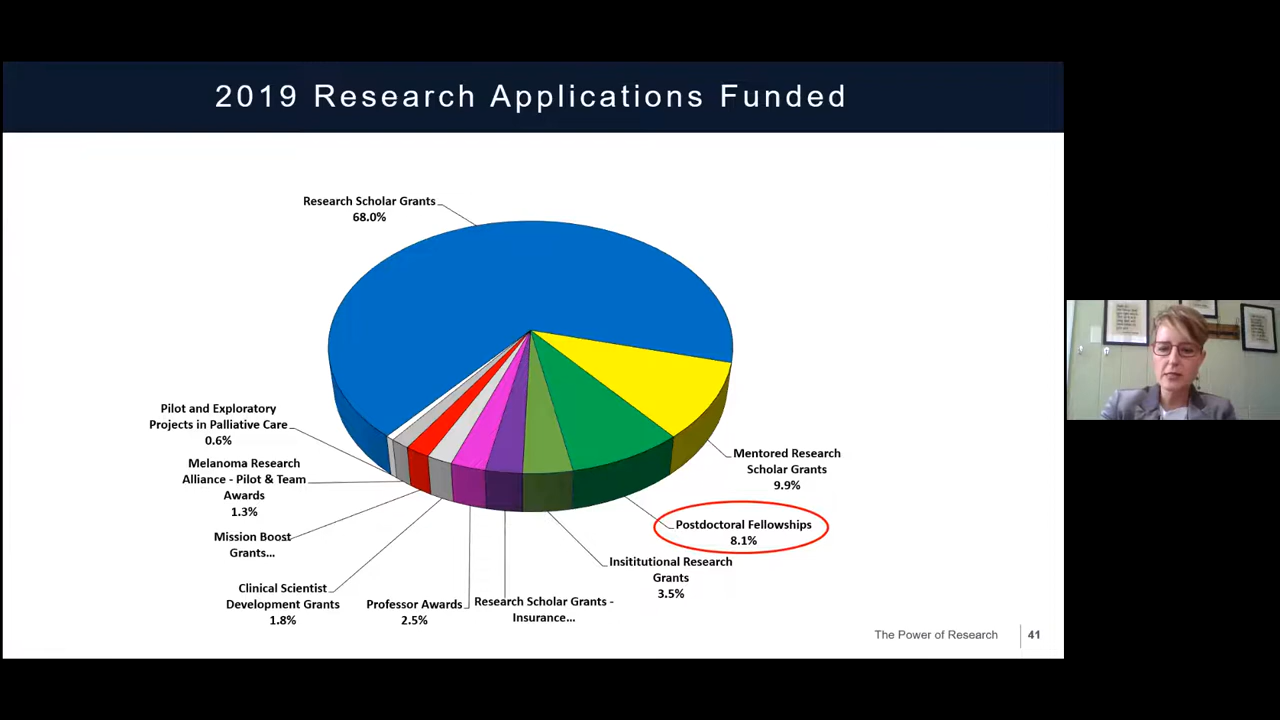 2019 Research Applications Funded
Research Scholar Grants
68.0%
Pilot and Exploratory
Projects in Palliative Care
0.6%
Melanoma Research
Alliance - Pilot & Team
Awards
1.3%
Mission Boost
Grants...
Clinical Scientist
Development Grants
1.8%
Professor Awards
2.5%
Research Scholar Grants -
Insurance...
Insititutional Research
Grants
3.5%
Postdoctoral Fellowships
8.1%
Mentored Research
Scholar Grants
9.9%
The Power of Research
41